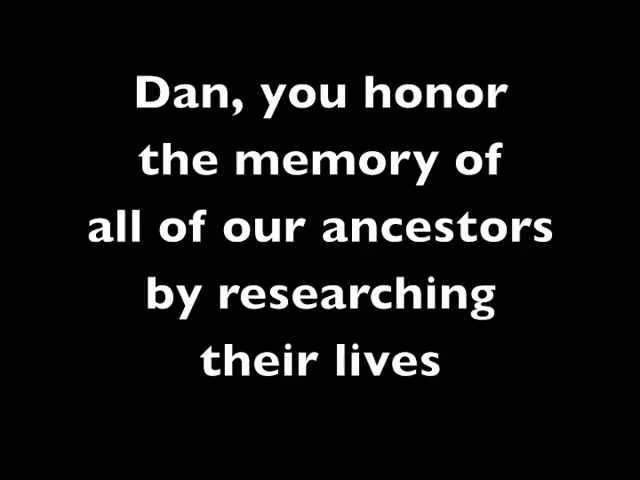 Dan, you honor
the memory of
all of our ancestors
by researching
their lives